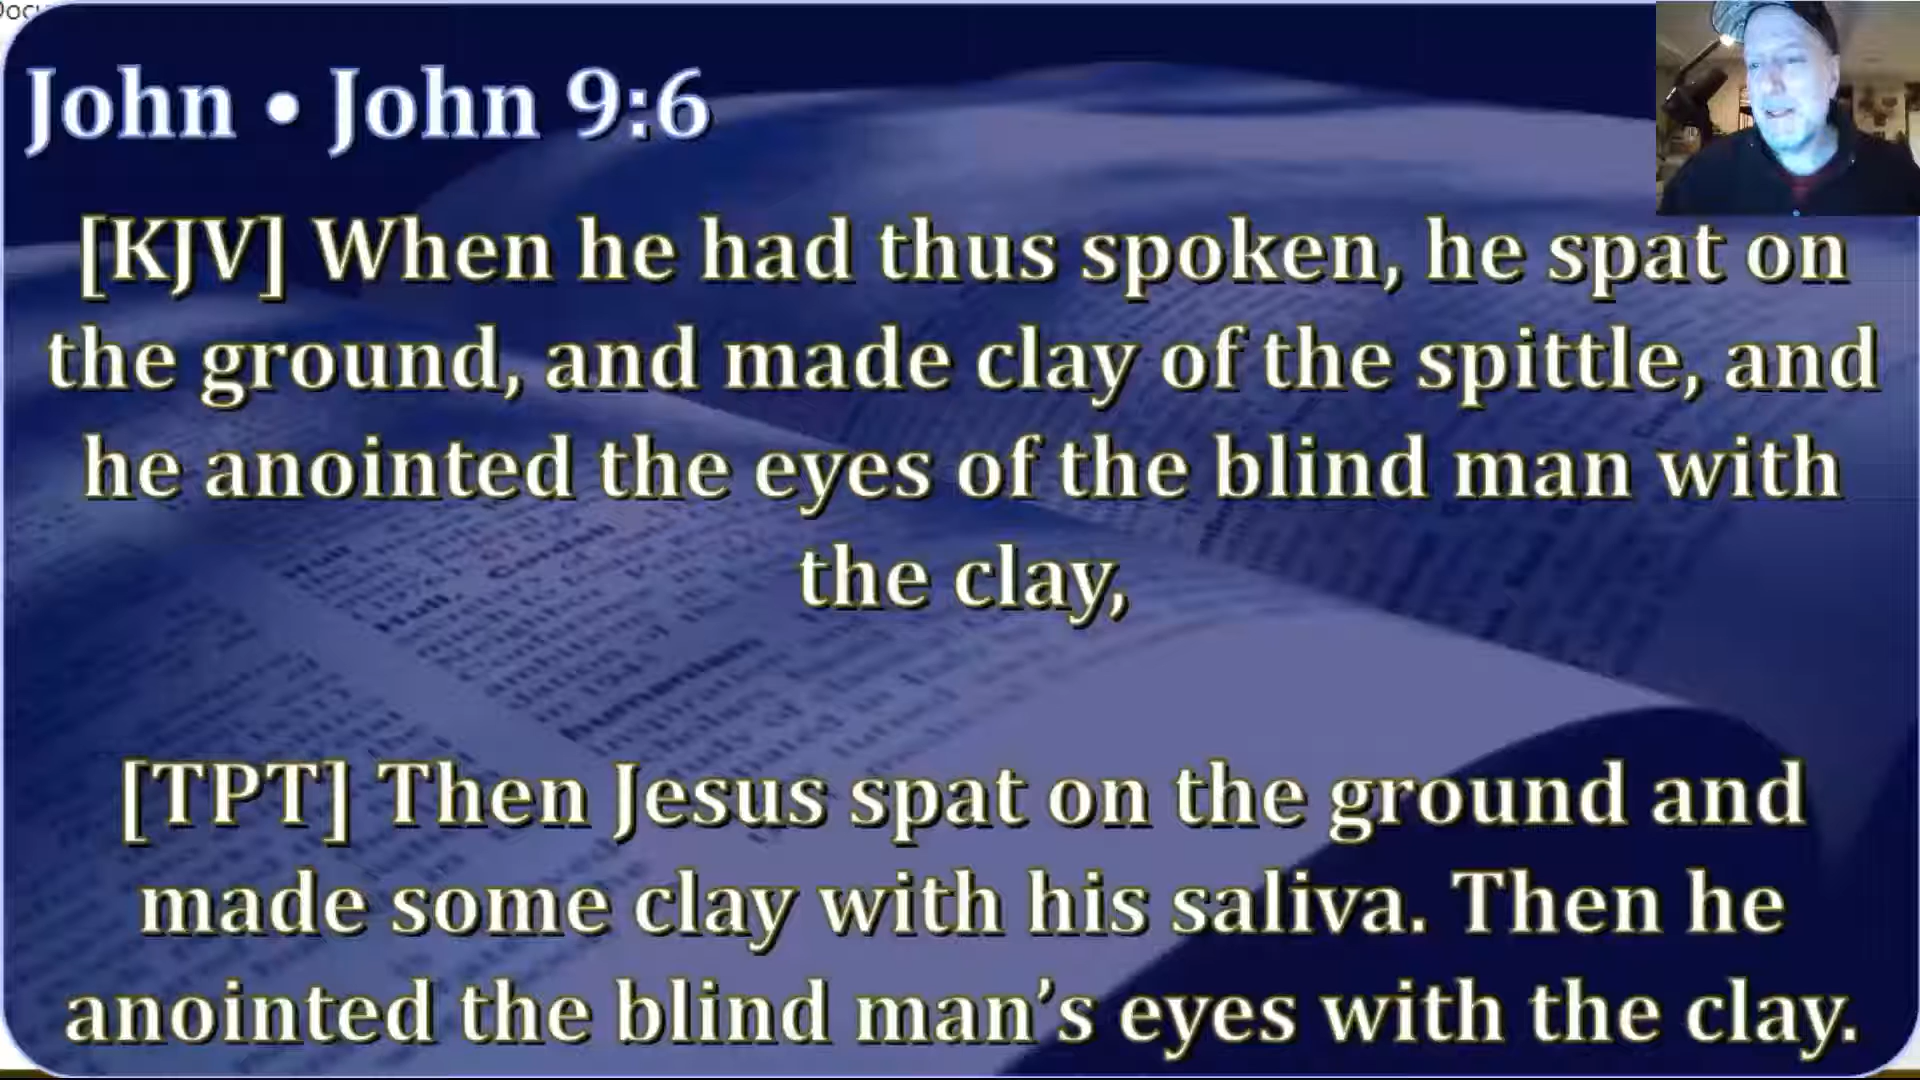 John • John 9:6
[KJV] When he had thus spoken, he spat on
the ground, and made clay of the spittle, and
he anointed the eyes of the blind man with
the clay,
[TPT] Then Jesus spat on the ground and
made some clay with his saliva. Then he
anointed the blind man’s eyes with the clay.